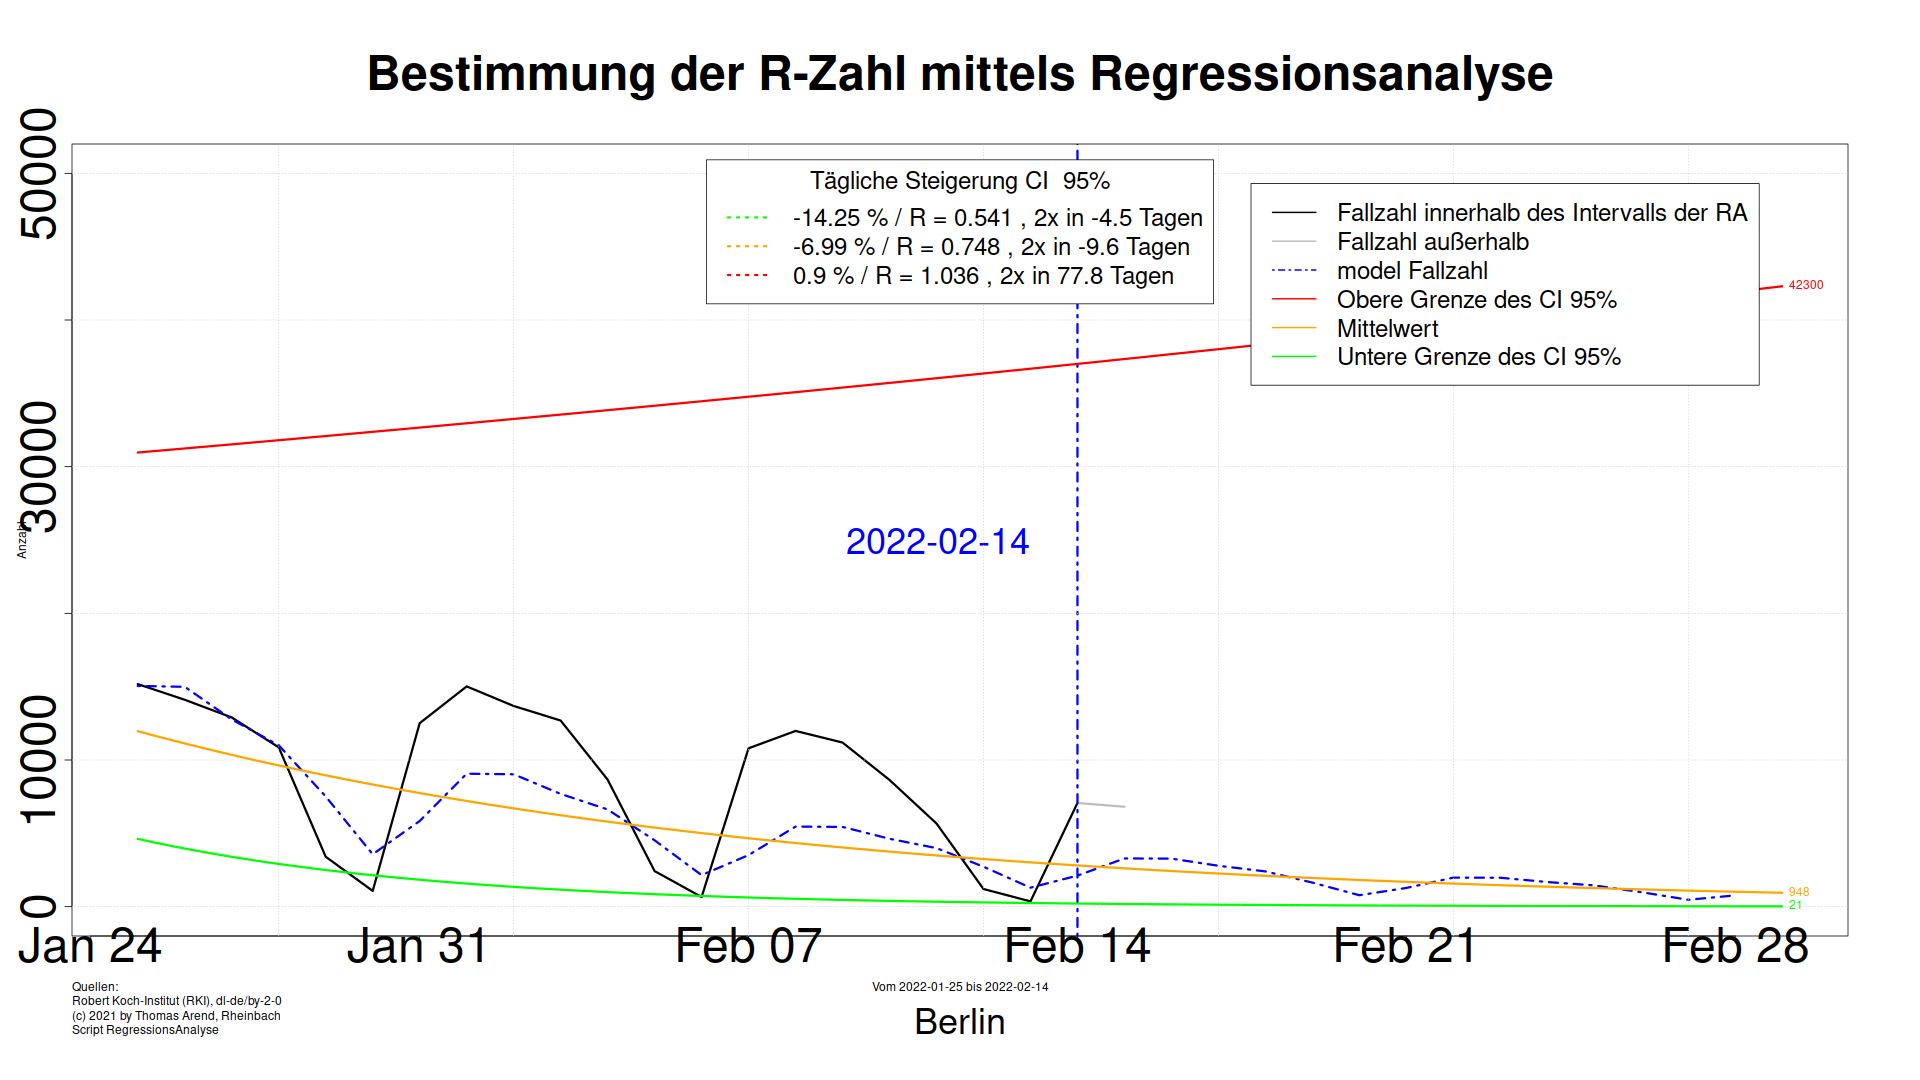 Bestimmung der R-Zahl mittels Regressionsanalyse
50000
30000
10000
0
Anzahl
Tägliche Steigerung CI  95%
-14.25 % / R = 0.541 , 2x in -4.5 Tagen
-6.99 % / R = 0.748 , 2x in -9.6 Tagen
0.9 % / R = 1.036 , 2x in 77.8 Tagen
Fallzahl innerhalb des Intervalls der RA
Fallzahl außerhalb
model Fallzahl
Obere Grenze des CI 95%
Mittelwert
Untere Grenze des CI 95%
42300
2022-02-14
948
21
Jan 24
Jan 31
Feb 07
Feb 14
Feb 21
Feb 28
Quellen:
Robert Koch-Institut (RKI), dl-de/by-2-0
(c) 2021 by Thomas Arend, Rheinbach
Script RegressionsAnalyse
Vom 2022-01-25 bis 2022-02-14
Berlin